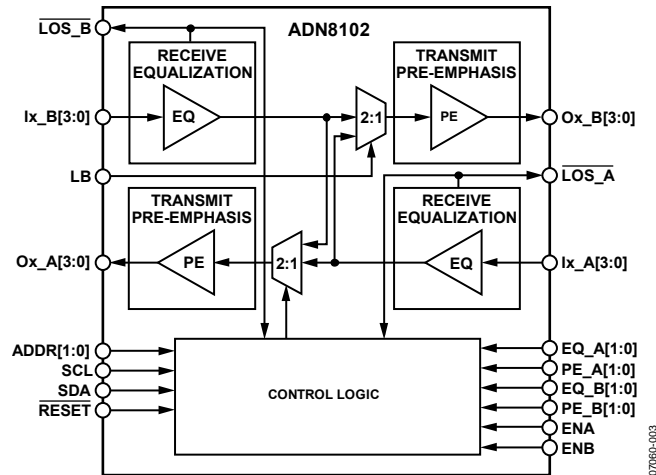 LOS_B
ADN8102
RECEIVE
EQUALIZATION
TRANSMIT
PRE-EMPHASIS
Ix_B[3:0]
EQ
2:1
PE
Ox_B[3:0]
LB
LOS_A
TRANSMIT
PRE-EMPHASIS
RECEIVE
EQUALIZATION
Ox_A[3:0]
PE
2:1
EQ
Ix_A[3:0]
ADDR[1:0]
SCL
SDA
RESET
CONTROL LOGIC
EQ_A[1:0]
PE_A[1:0]
EQ_B[1:0]
PE_B[1:0]
ENA
ENB
07060-003